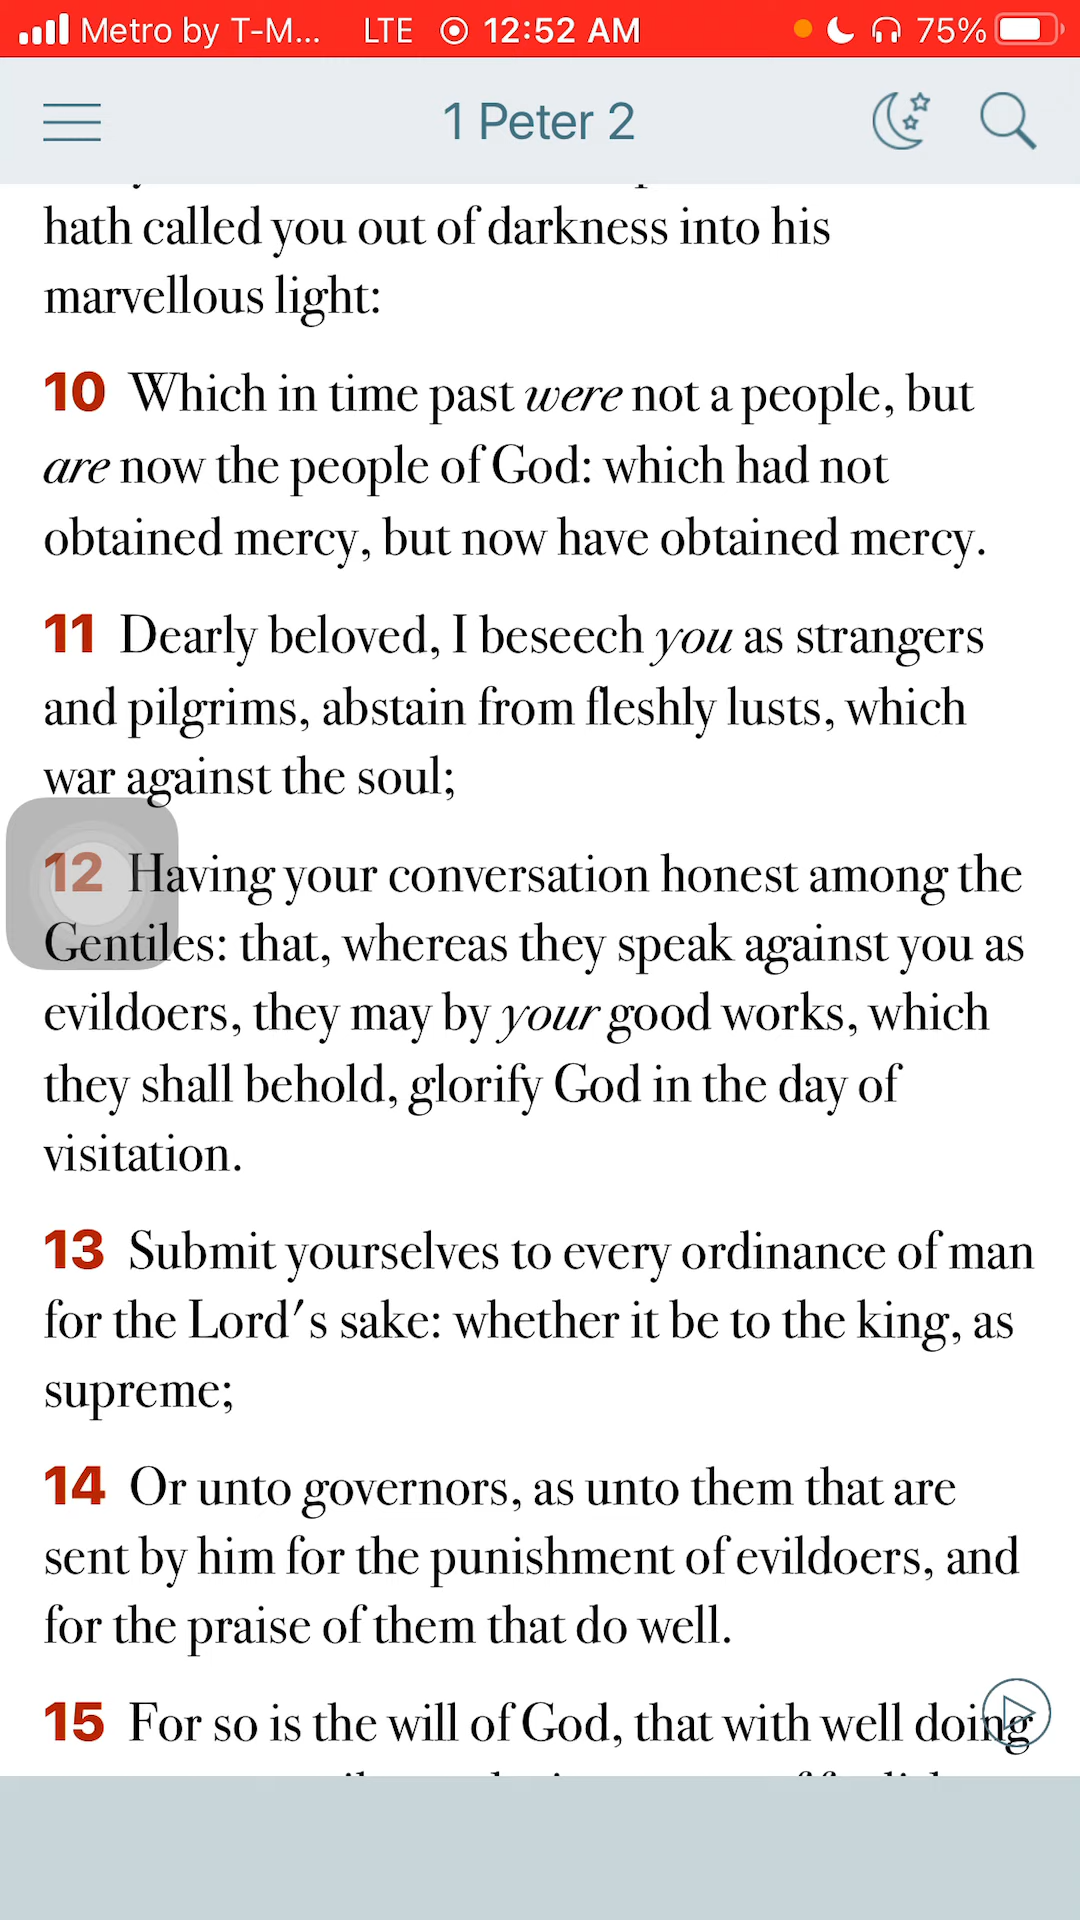 Metro by T-M... LTE 12:52 AM 75%
1 Peter 2
hath called you out of darkness into his
marvellous light:
10 Which in time past were not a people, but
are now the people of God: which had not
obtained mercy, but now have obtained mercy.
11 Dearly beloved, I beseech you as strangers
and pilgrims, abstain from fleshly lusts, which
war against the soul;
12 Having your conversation honest among the
Gentiles: that, whereas they speak against you as
evildoers, they may by your good works, which
they shall behold, glorify God in the day of
visitation.
13 Submit yourselves to every ordinance of man
for the Lord's sake: whether it be to the king, as
supreme;
14 Or unto governors, as unto them that are
sent by him for the punishment of evildoers, and
for the praise of them that do well.
15 For so is the will of God, that with well doing